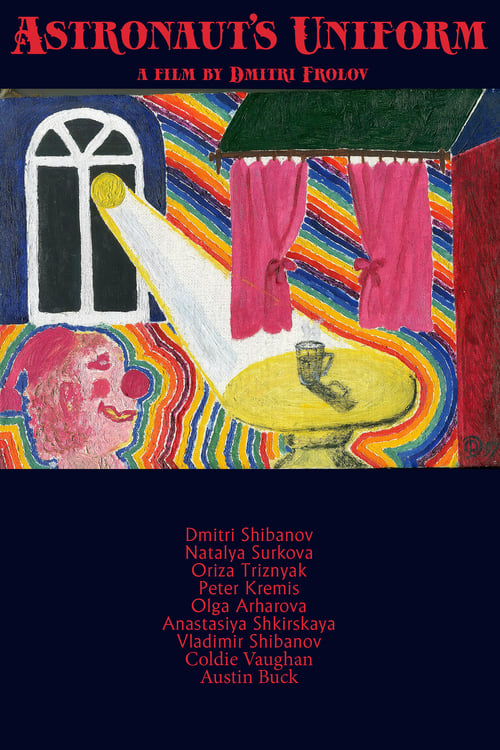 Astronaut's Uniform
a film by Dmitri Frolov
Dmitri Shibanov
Natalya Surkova
Oriza Triznyak
Peter Kremis
Olga Arharova
Anastasiya Shkirskaya
Vladimir Shibanov
Coldie Vaughan
Austin Buck